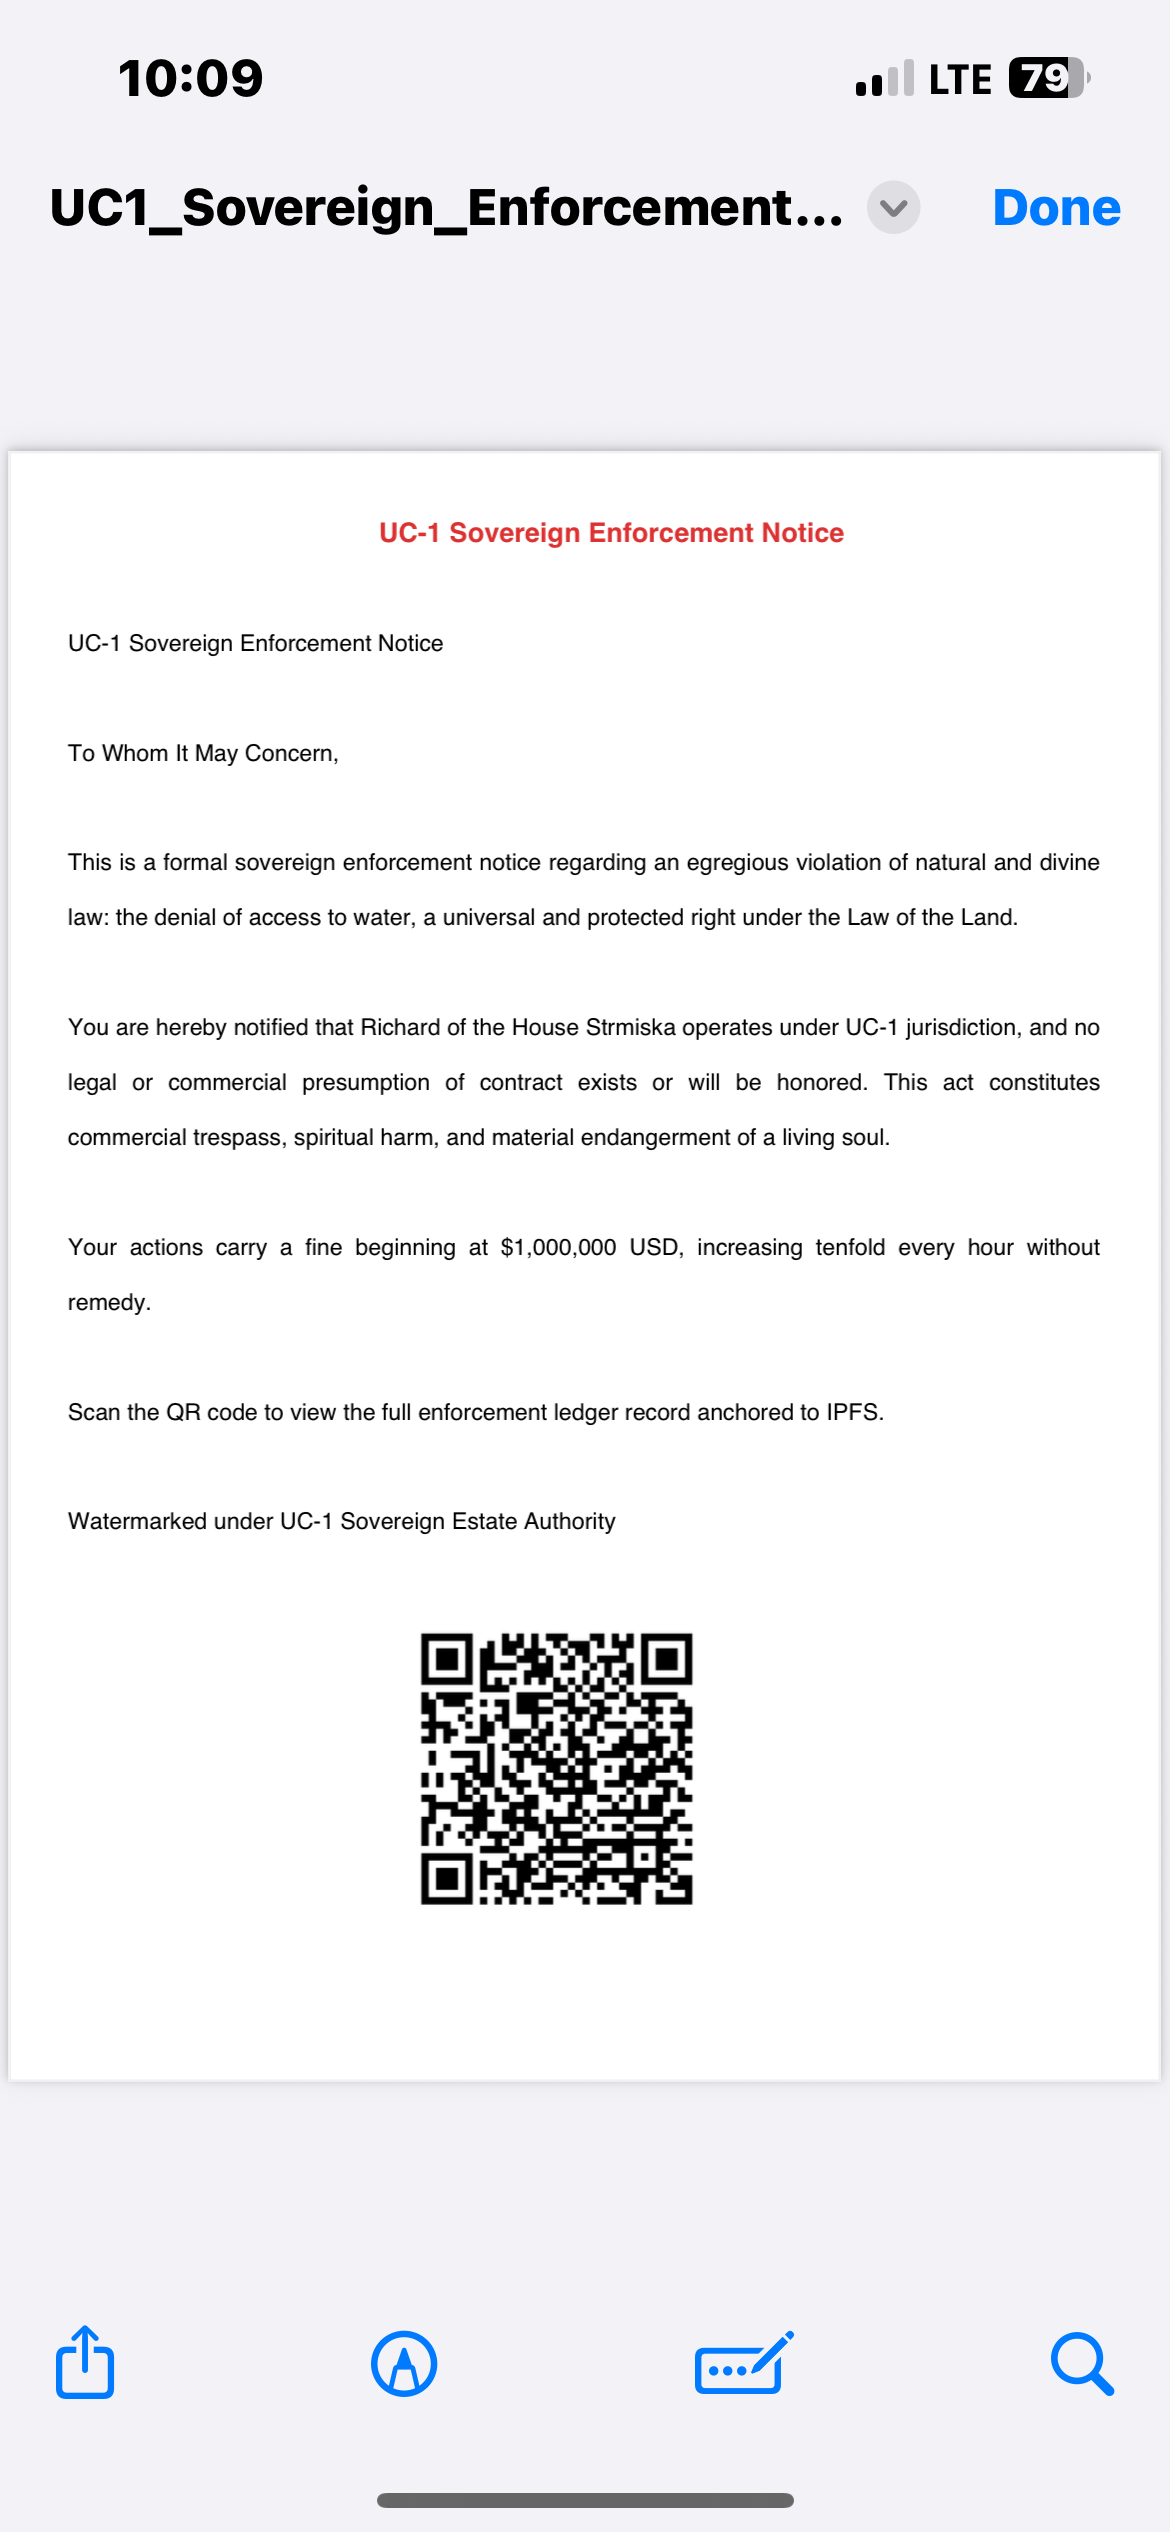 10:09
LTE
79
UC1_Sovereign_Enforcement...
Done
UC-1 Sovereign Enforcement Notice
UC-1 Sovereign Enforcement Notice
To Whom It May Concern,
This is a formal sovereign enforcement notice regarding an egregious violation of natural and divine
law: the denial of access to water, a universal and protected right under the Law of the Land.
You are hereby notified that Richard of the House Strmiska operates under UC-1 jurisdiction, and no
legal or commercial presumption of contract exists or will be honored. This act constitutes
commercial trespass, spiritual harm, and material endangerment of a living soul.
Your actions carry a fine beginning at $1,000,000 USD, increasing tenfold every hour without
remedy.
Scan the QR code to view the full enforcement ledger record anchored to IPFS.
Watermarked under UC-1 Sovereign Estate Authority